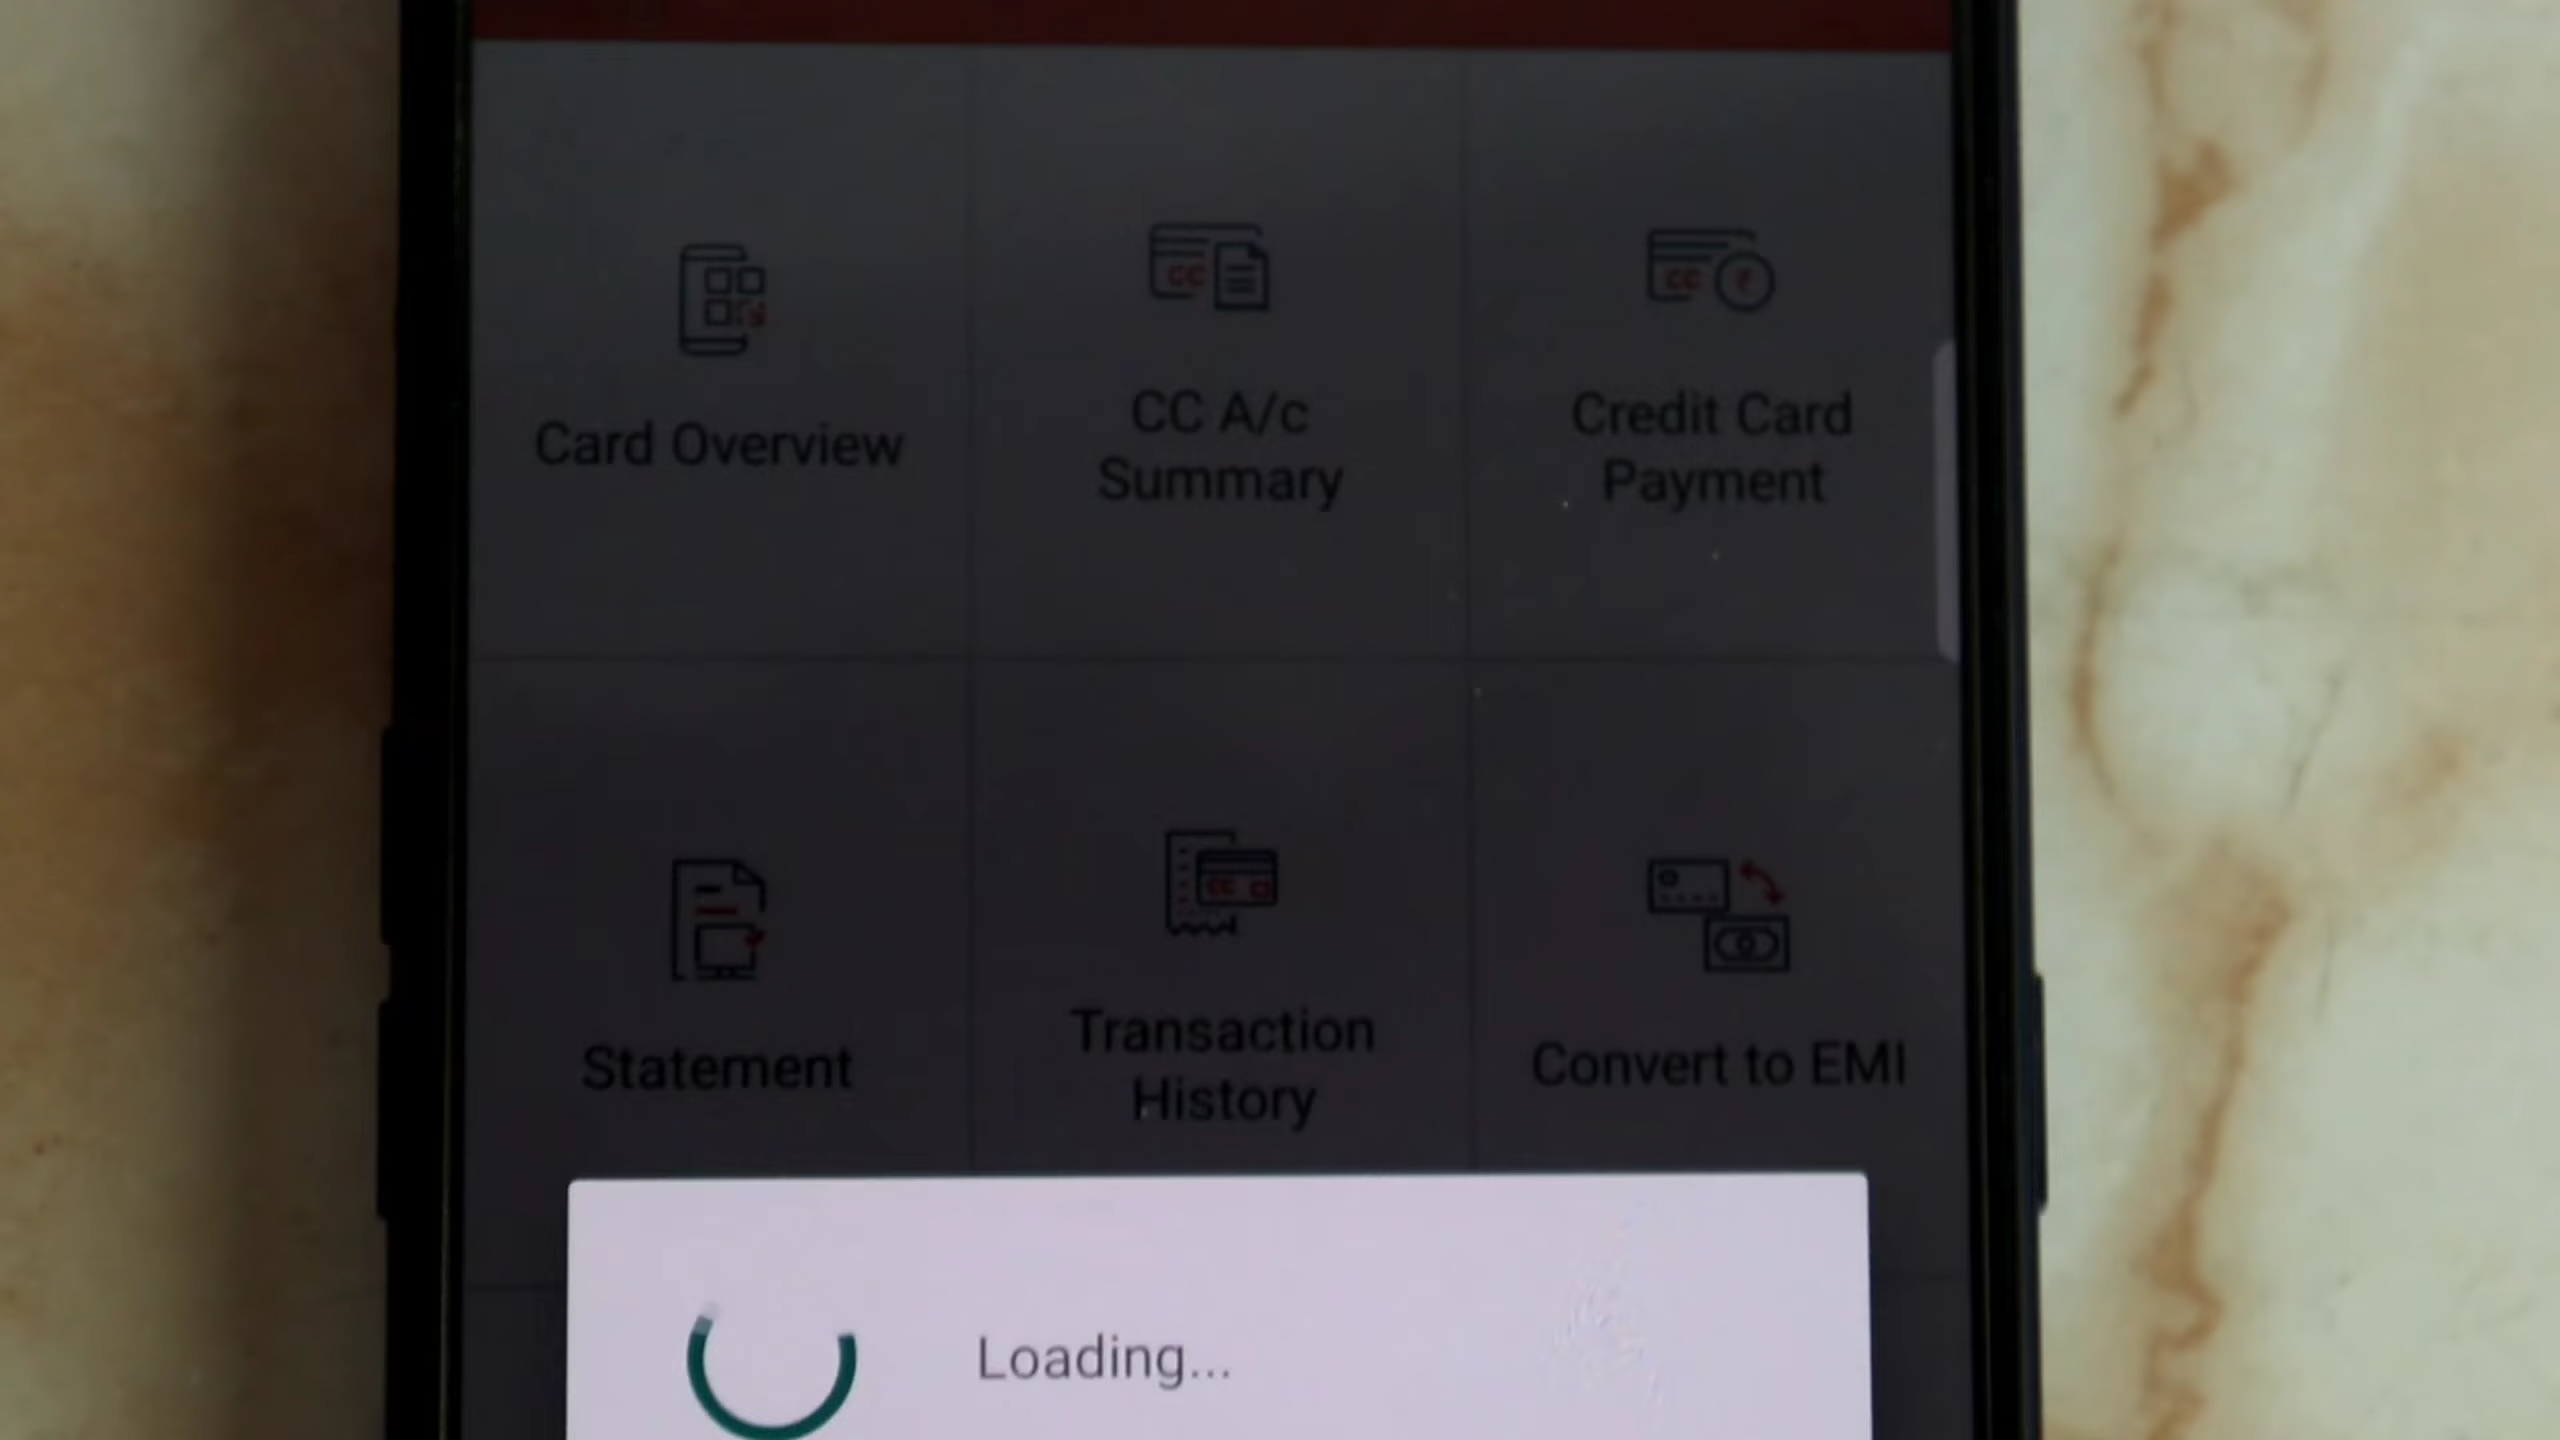 Card Overview
CC A/c
Summary
Credit Card
Payment
Statement
Transaction
History
Convert to EMI
Loading...